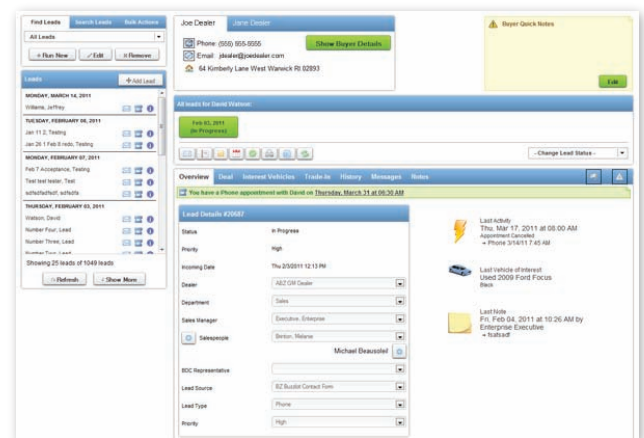 Find Leads Search Leads Bulk Actions
All Leads
Run New Edit Remove
Leads
Add Lead
MONDAY, MARCH 14, 2011
Williams, Jeffrey
TUESDAY, FEBRUARY 08, 2011
Jan 11 2, Testing
Jan 26 1 Feb 8 redo, Testing
MONDAY, FEBRUARY 07, 2011
Feb 7 Acceptance, Testing
Test test tester, Test
THURSDAY, FEBRUARY 03, 2011
Watson, David
Number Four, Lead
Number Three, Lead
Number Two, Lead
Showing 25 leads of 1049 leads
Refresh Show More
Joe Dealer Jane Dealer
Phone: (555) 555-5555
Email: jdealer@joedealer.com
64 Kimberly Lane West Warwick RI 02893
Show Buyer Details
Buyer Quick Notes
Edit
All leads for David Watson:
Feb 03, 2011
(In Progress)
- Change Lead Status -
Overview Deal Interest Vehicles Trade-In History Messages Notes
You have a Phone appointment with David on Thursday, March 31 at 06:30 AM
Lead Details #20687
Status In Progress
Priority High
Incoming Date Thu 2/3/2011 12:13 PM
Dealer ABZ GM Dealer
Department Sales
Sales Manager Executive, Enterprise
Salespeople Benton, Melanie
Michael Beausoleil
BDC Representative
Lead Source BZ Buzzlot Contact Form
Lead Type Phone
Priority High
Last Activity
Thu, Mar 17, 2011 at 08:00 AM
Appointment Cancelled
Phone 3/14/11 7:45 AM
Last Vehicle of Interest
Used 2009 Ford Focus
Black
Last Note
Fri, Feb 04, 2011 at 10:26 AM by
Enterprise Executive